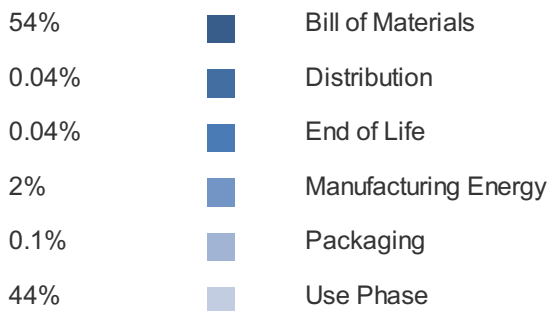 54% Bill of Materials
0.04% Distribution
0.04% End of Life
2% Manufacturing Energy
0.1% Packaging
44% Use Phase